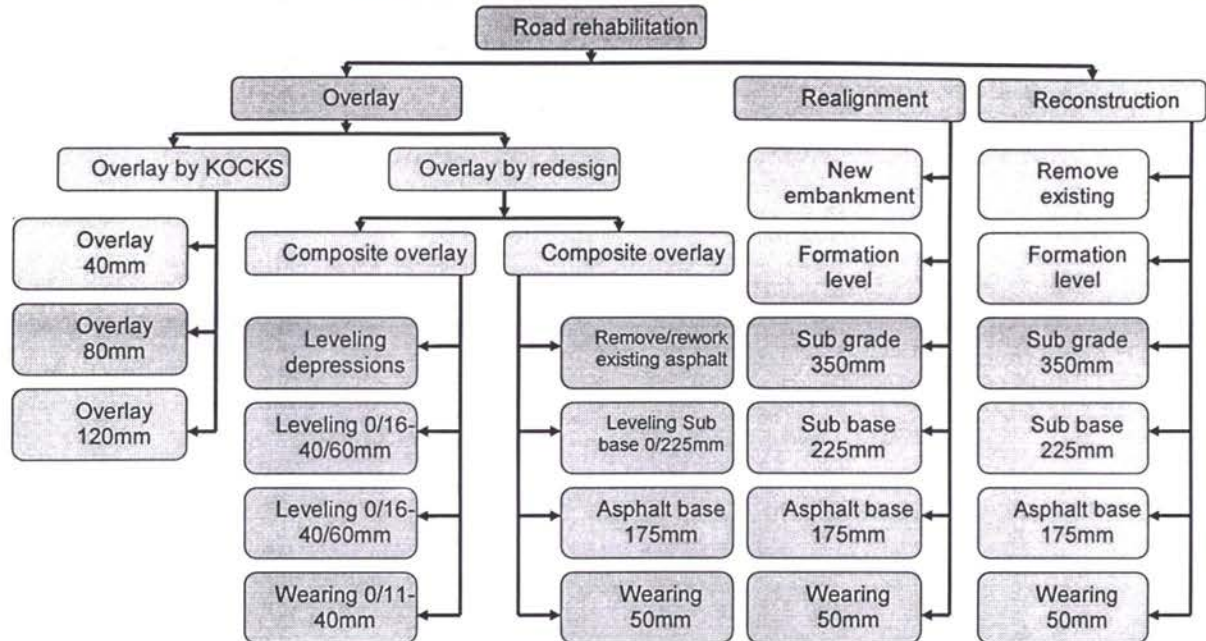 Road rehabilitation
Overlay
Realignment
Reconstruction
Overlay by KOCKS
Overlay by redesign
Overlay
40mm
Overlay
80mm
Overlay
120mm
Composite overlay
Leveling
depressions
Leveling 0/16-
40/60mm
Leveling 0/16-
40/60mm
Wearing 0/11-
40mm
Composite overlay
Remove/rework
existing asphalt
Leveling Sub
base 0/225mm
Asphalt base
175mm
Wearing
50mm
New
embankment
Formation
level
Sub grade
350mm
Sub base
225mm
Asphalt base
175mm
Wearing
50mm
Remove
existing
Formation
level
Sub grade
350mm
Sub base
225mm
Asphalt base
175mm
Wearing
50mm